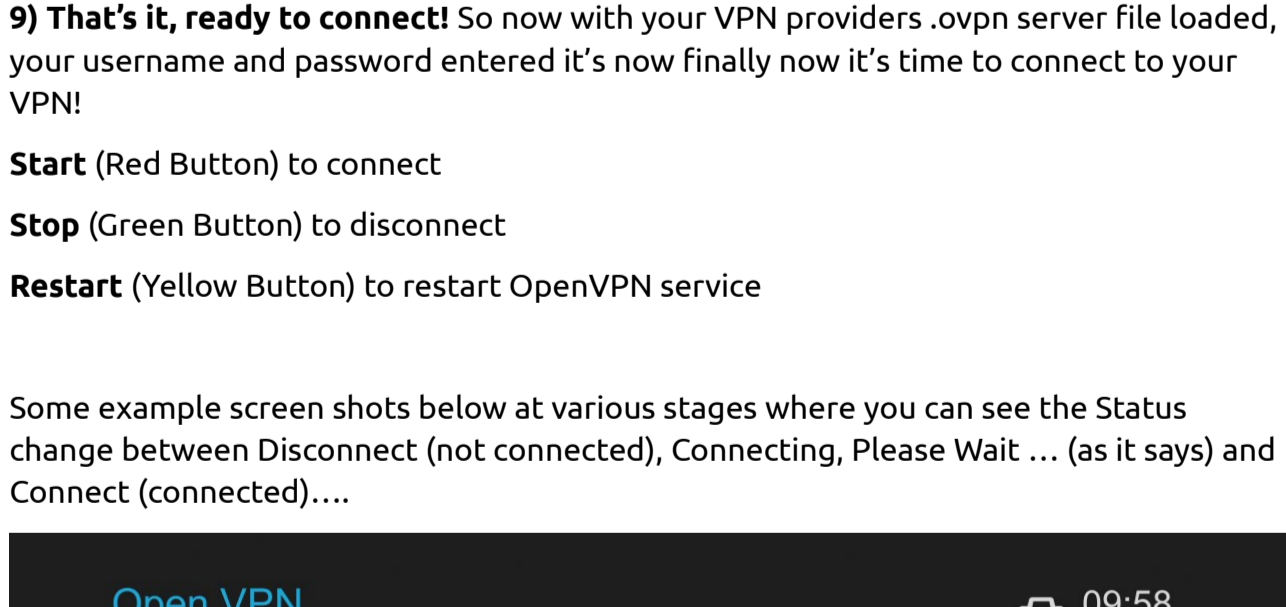 9) That's it, ready to connect! So now with your VPN providers .ovpn server file loaded,
your username and password entered it's now finally now it's time to connect to your
VPN!
Start (Red Button) to connect
Stop (Green Button) to disconnect
Restart (Yellow Button) to restart OpenVPN service
Some example screen shots below at various stages where you can see the Status
change between Disconnect (not connected), Connecting, Please Wait … (as it says) and
Connect (connected)….
Open VPN
09:58